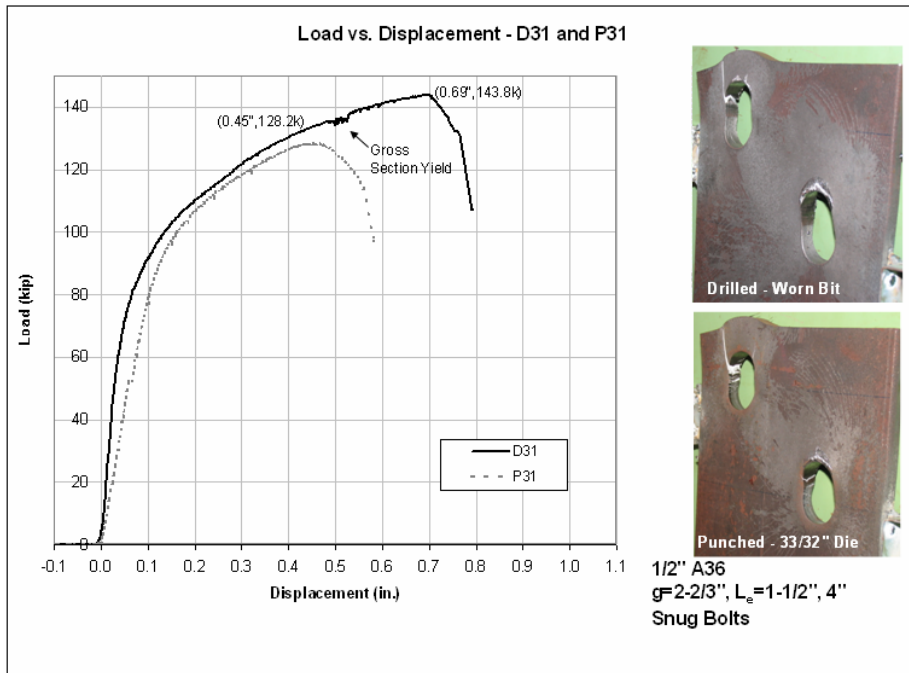 Load vs. Displacement - D31 and P31
Load (kip)
140
120
100
80
60
40
20
0
-0.1 0.0 0.1 0.2 0.3 0.4 0.5 0.6 0.7 0.8 0.9 1.0 1.1
Displacement (in.)
(0.45",128.2k)
(0.69",143.8k)
Gross
Section Yield
D31
P31
Drilled - Worn Bit
Punched - 33/32" Die
1/2" A36
g=2-2/3", Le=1-1/2", 4"
Snug Bolts